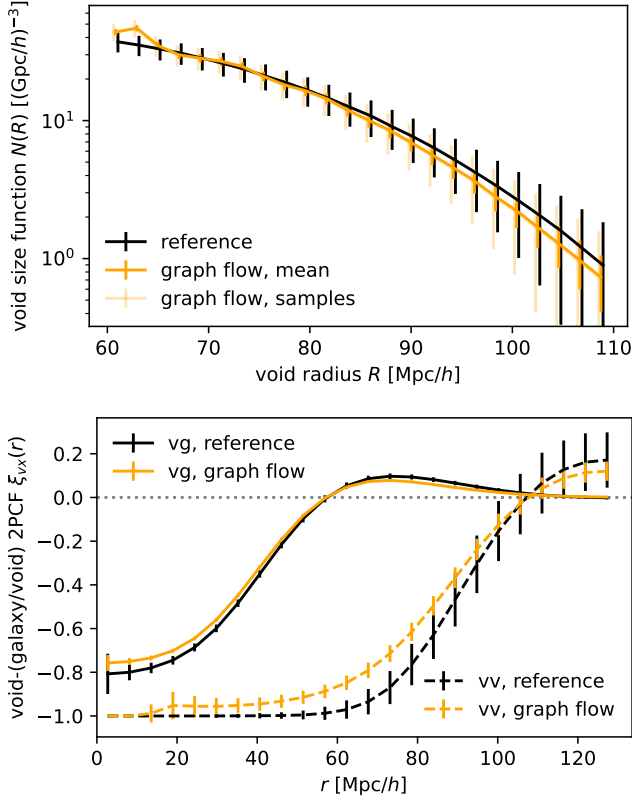 void size function N(R) [(Gpc/h)⁻³]
10¹
10⁰
reference
graph flow, mean
graph flow, samples
60 70 80 90 100 110
void radius R [Mpc/h]
void-(galaxy/void) 2PCF ξᵥₓ(r)
0.2
0.0
−0.2
−0.4
−0.6
−0.8
−1.0
vg, reference
vg, graph flow
vv, reference
vv, graph flow
0 20 40 60 80 100 120
r [Mpc/h]